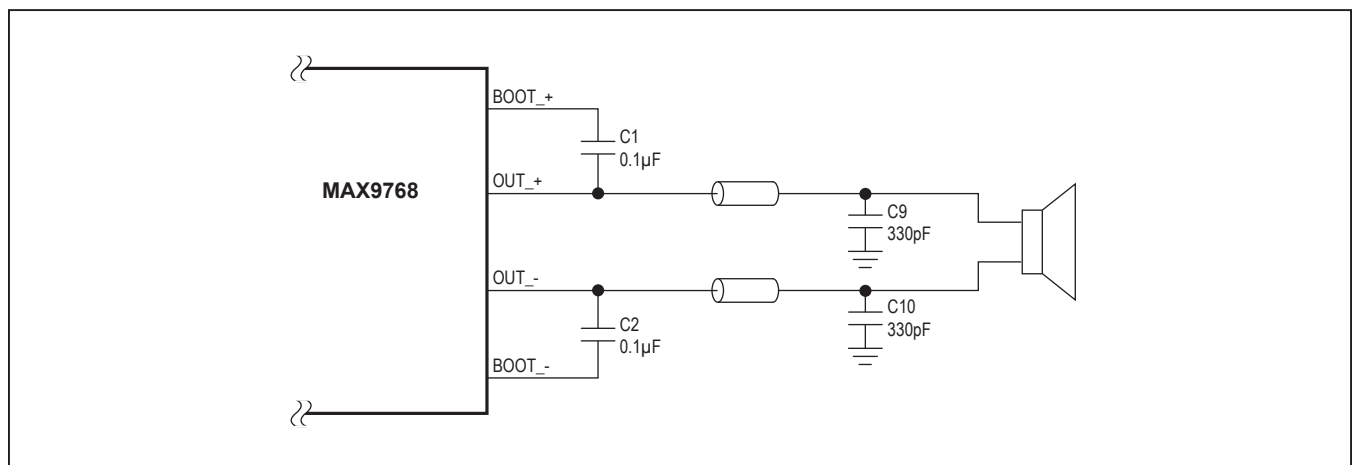 BOOT_+
C1
0.1µF
MAX9768
OUT_+
C9
330pF
OUT_-
C10
330pF
C2
0.1µF
BOOT_-